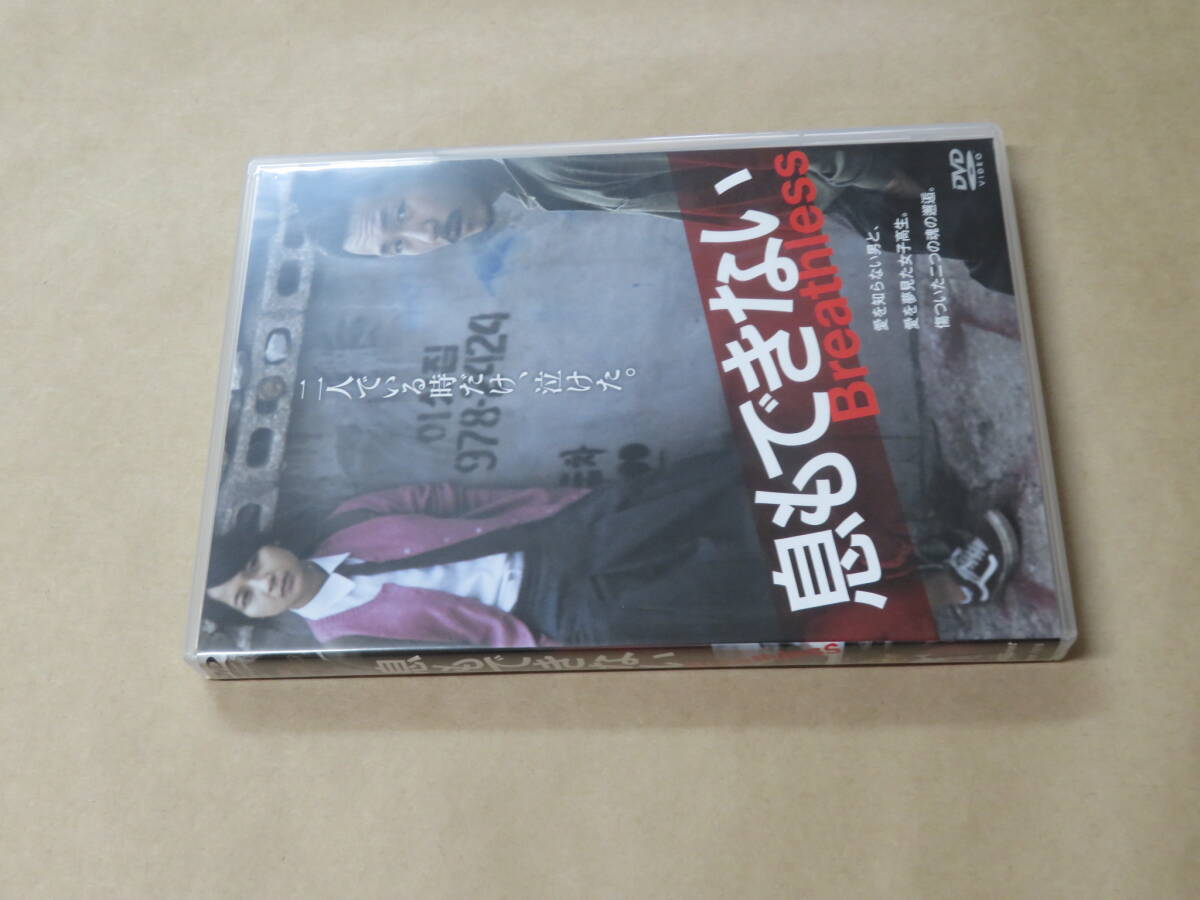 二人でいる時だけ、泣けた。
978-2424
息もできない
Breathless
愛を知らない男と、
愛を夢見た女子高生。
傷ついた二つの魂の邂逅。
DVD
VIDEO
息もできない